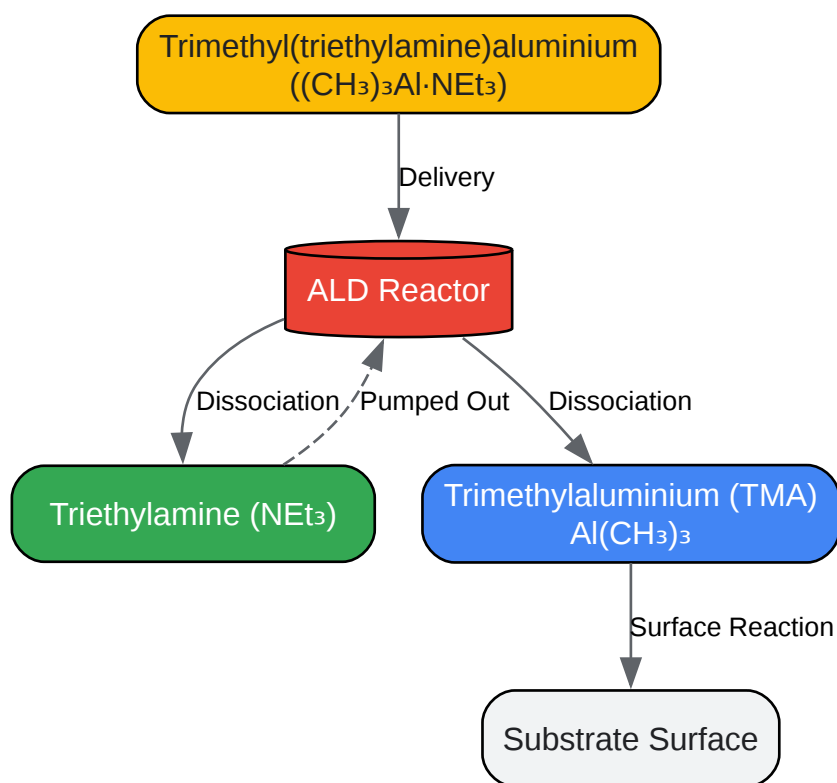 Trimethyl(triethylamine)aluminium
((CH₃)₃Al·NEt₃)
Delivery
ALD Reactor
Dissociation
Pumped Out
Dissociation
Triethylamine (NEt₃)
Trimethylaluminium (TMA)
Al(CH₃)₃
Surface Reaction
Substrate Surface